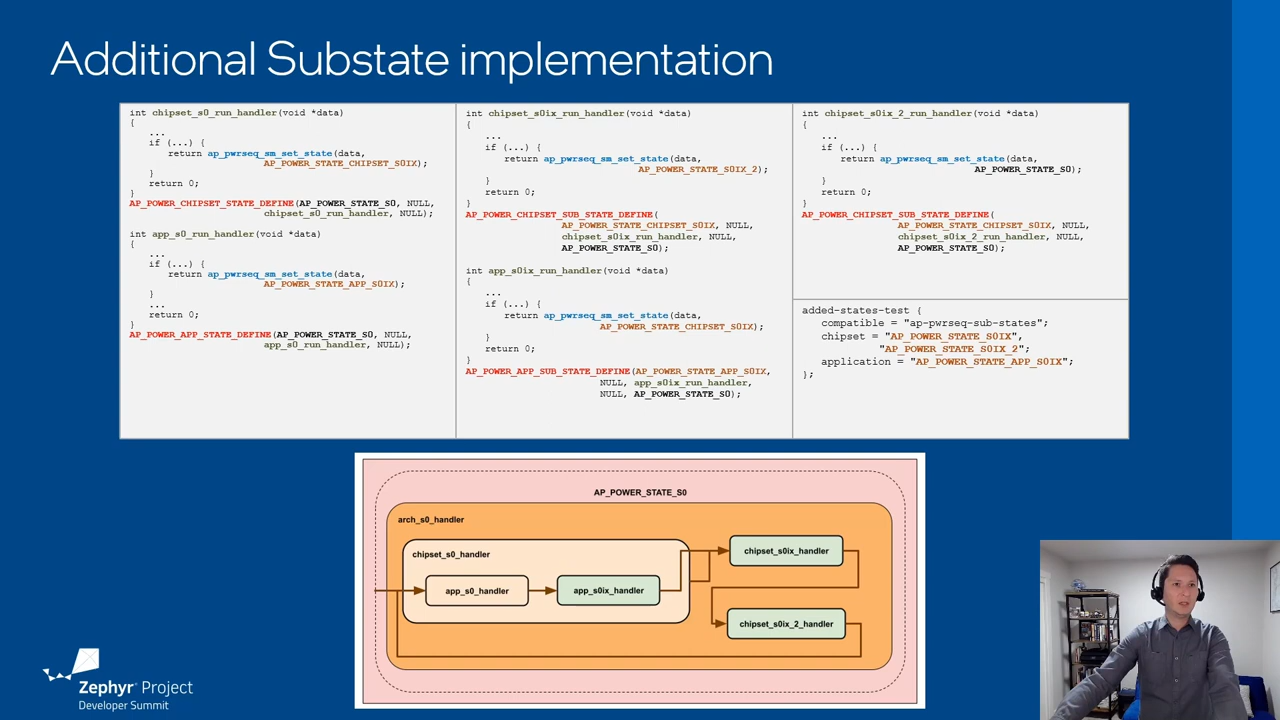 Additional Substate implementation
int chipset_s0_run_handler(void *data)
{
...
if (...) {
return ap_pwrseq_sm_set_state(data,
AP_POWER_STATE_CHIPSET_S0IX);
}
return 0;
}
AP_POWER_CHIPSET_STATE_DEFINE(AP_POWER_STATE_S0, NULL,
chipset_s0_run_handler, NULL);
int app_s0_run_handler(void *data)
{
...
if (...) {
return ap_pwrseq_sm_set_state(data,
AP_POWER_STATE_APP_S0IX);
}
...
return 0;
}
AP_POWER_APP_STATE_DEFINE(AP_POWER_STATE_S0, NULL,
app_s0_run_handler, NULL);
int chipset_s0ix_run_handler(void *data)
{
...
if (...) {
return ap_pwrseq_sm_set_state(data,
AP_POWER_STATE_S0IX_2);
}
return 0;
}
AP_POWER_CHIPSET_SUB_STATE_DEFINE(
AP_POWER_STATE_CHIPSET_S0IX, NULL,
chipset_s0ix_run_handler, NULL,
AP_POWER_STATE_S0);
int app_s0ix_run_handler(void *data)
{
...
if (...) {
return ap_pwrseq_sm_set_state(data,
AP_POWER_STATE_CHIPSET_S0IX);
}
return 0;
}
AP_POWER_APP_SUB_STATE_DEFINE(AP_POWER_STATE_APP_S0IX,
NULL, app_s0ix_run_handler,
NULL, AP_POWER_STATE_S0);
int chipset_s0ix_2_run_handler(void *data)
{
...
if (...) {
return ap_pwrseq_sm_set_state(data,
AP_POWER_STATE_S0);
}
return 0;
}
AP_POWER_CHIPSET_SUB_STATE_DEFINE(
AP_POWER_STATE_CHIPSET_S0IX, NULL,
chipset_s0ix_2_run_handler, NULL,
AP_POWER_STATE_S0);
added-states-test {
compatible = "ap-pwrseq-sub-states";
chipset = "AP_POWER_STATE_S0IX",
"AP_POWER_STATE_S0IX_2";
application = "AP_POWER_STATE_APP_S0IX";
};
AP_POWER_STATE_S0
arch_s0_handler
chipset_s0_handler
app_s0_handler
app_s0ix_handler
chipset_s0ix_handler
chipset_s0ix_2_handler
Zephyr® Project
Developer Summit